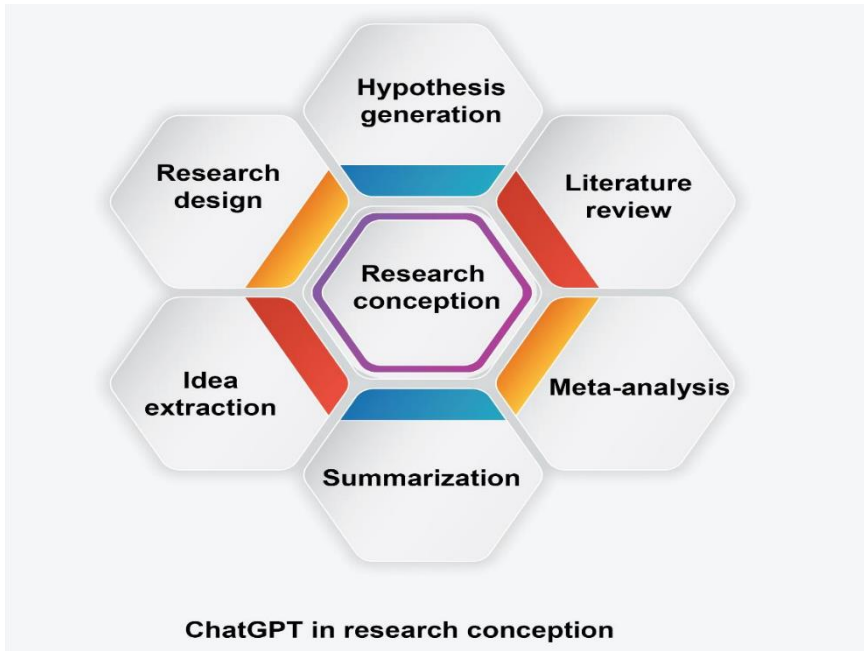 Hypothesis
generation
Research
design
Literature
review
Research
conception
Idea
extraction
Meta-analysis
Summarization
ChatGPT in research conception